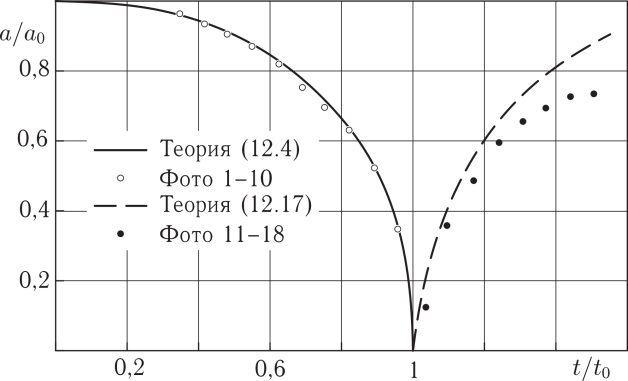 a/a₀
0,8
0,6
0,4
0,2
Теория (12.4)
Фото 1–10
Теория (12.17)
Фото 11–18
0,2 0,6 1 t/t₀